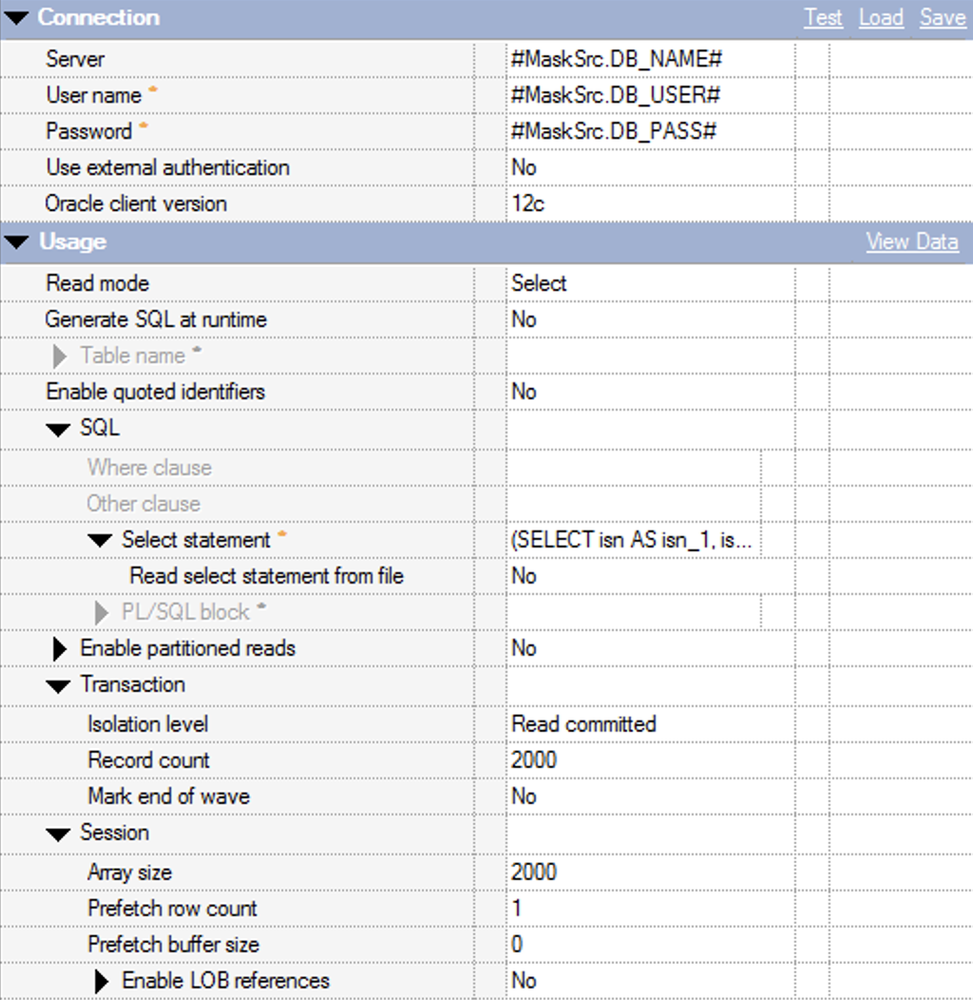 Connection Test Load Save
Server #MaskSrc.DB_NAME#
User name * #MaskSrc.DB_USER#
Password * #MaskSrc.DB_PASS#
Use external authentication No
Oracle client version 12c
Usage View Data
Read mode Select
Generate SQL at runtime No
Table name *
Enable quoted identifiers No
SQL
Where clause
Other clause
Select statement * (SELECT isn AS isn_1, is...
Read select statement from file No
PL/SQL block *
Enable partitioned reads No
Transaction
Isolation level Read committed
Record count 2000
Mark end of wave No
Session
Array size 2000
Prefetch row count 1
Prefetch buffer size 0
Enable LOB references No